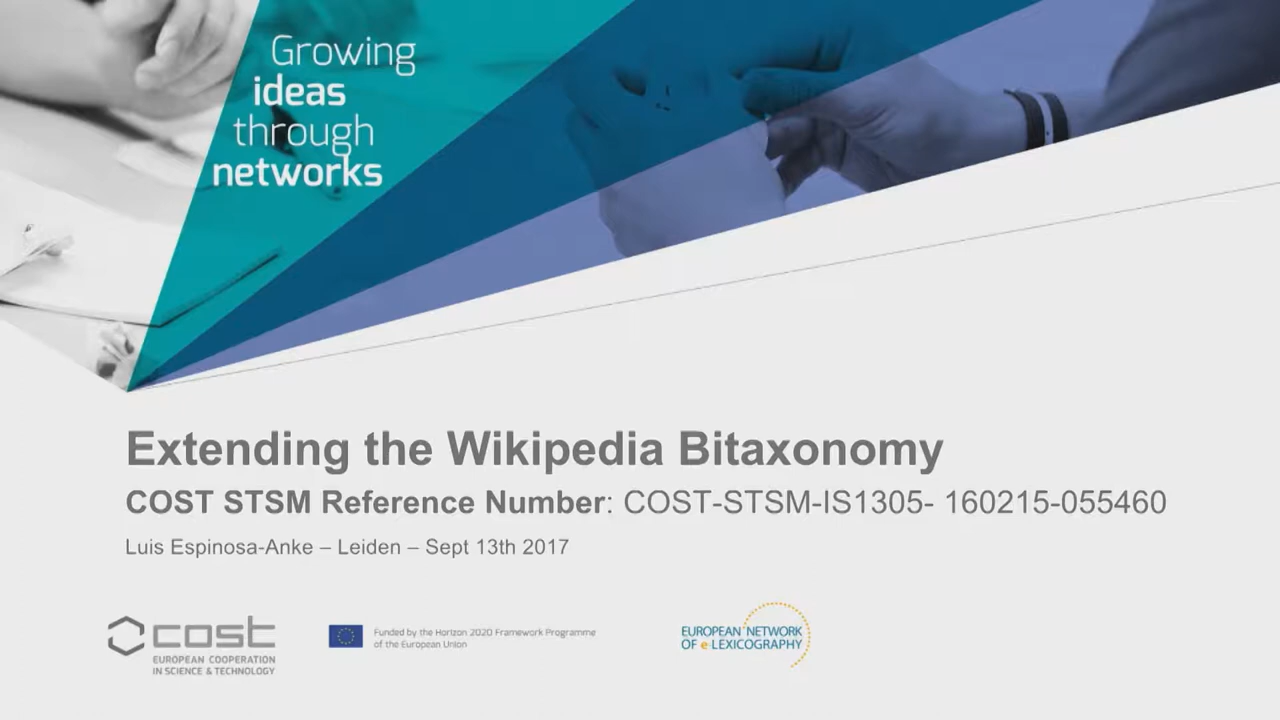 Growing
ideas
through
networks
Extending the Wikipedia Bitaxonomy
COST STSM Reference Number: COST-STSM-IS1305- 160215-055460
Luis Espinosa-Anke – Leiden – Sept 13th 2017
cost
EUROPEAN COOPERATION
IN SCIENCE & TECHNOLOGY
Funded by the Horizon 2020 Framework Programme
of the European Union
EUROPEAN NETWORK
OF e-LEXICOGRAPHY